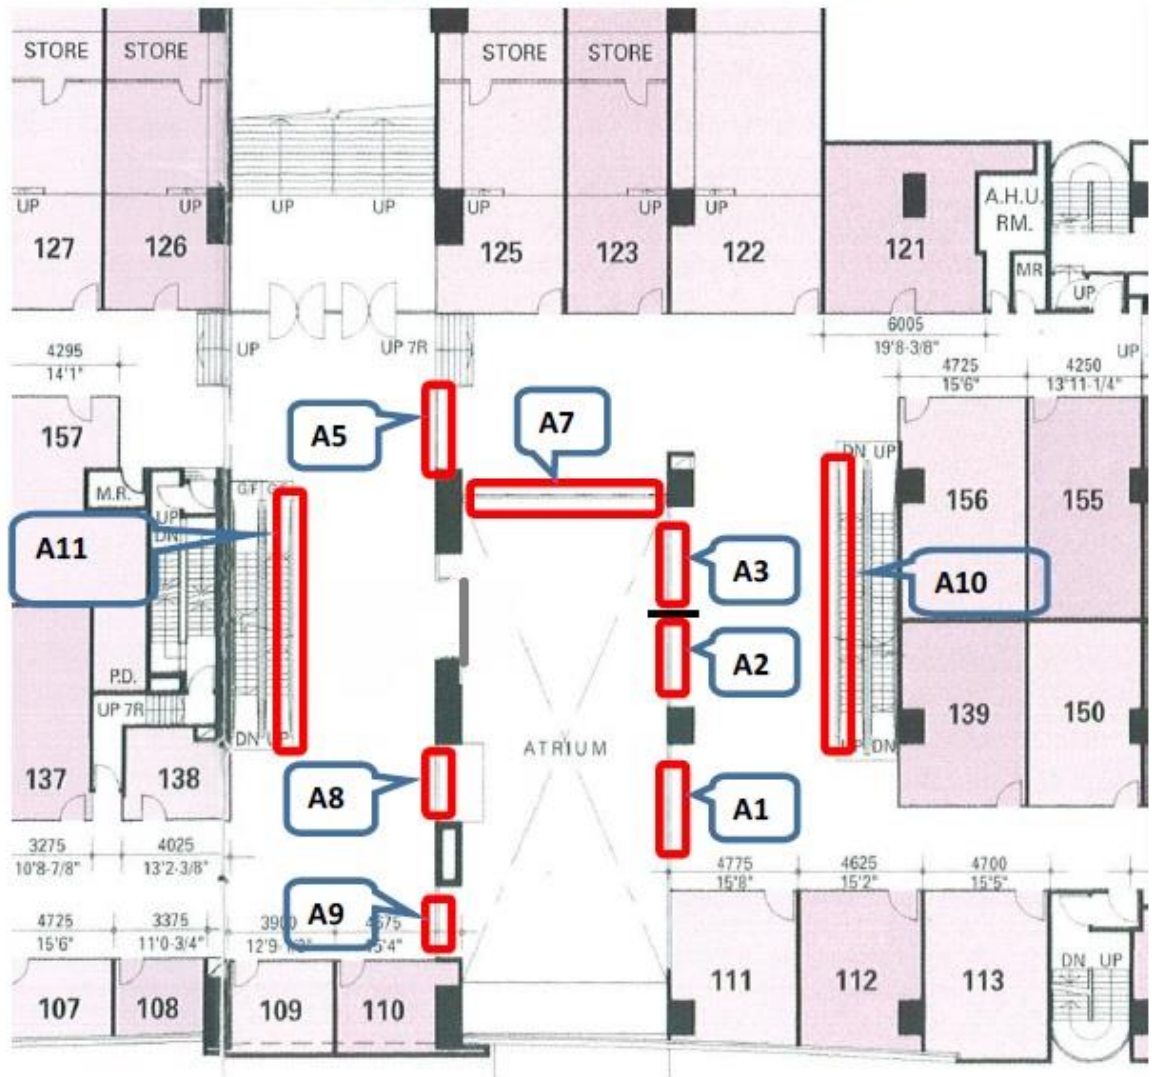 STORE
STORE
STORE
STORE
UP
UP
UP
UP
UP
UP
UP
127
126
125
123
122
121
A.H.U.
RM.
MR
UP
UP
UP 7R
UP
4295
14'1"
6005
19'8-3/8"
4725
15'6"
4250
13'11-1/4"
157
A5
A7
DN UP
M.R.
G/F
UP
DN
A11
A3
156
155
A10
A2
P.D.
UP 7R
DN UP
UP DN
139
150
137
138
ATRIUM
A8
A1
3275
10'8-7/8"
4025
13'2-3/8"
4775
15'8"
4625
15'2"
4700
15'5"
A9
4725
15'6"
3375
11'0-3/4"
3900
111
112
113
DN UP
107
108
109
110